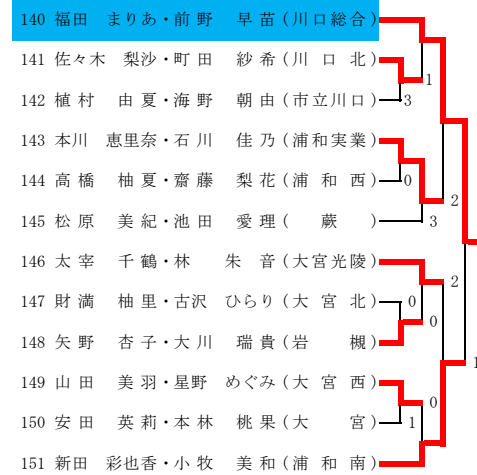 140 福田 まりあ・前野 早苗(川口総合)
141 佐々木 梨沙・町田 紗希(川口北)
1
142 植村 由夏・海野 朝由(市立川口)
3
143 本川 恵里奈・石川 佳乃(浦和実業)
144 高橋 柚夏・齋藤 梨花(浦和西)
0
2
145 松原 美紀・池田 愛理(蕨)
3
146 太宰 千鶴・林 朱音(大宮光陵)
2
147 財満 柚里・古沢 ひらり(大宮北)
0
0
148 矢野 杏子・大川 瑞貴(岩槻)
1
149 山田 美羽・星野 めぐみ(大宮西)
0
150 安田 英莉・本林 桃果(大宮)
1
151 新田 彩也香・小牧 美和(浦和南)